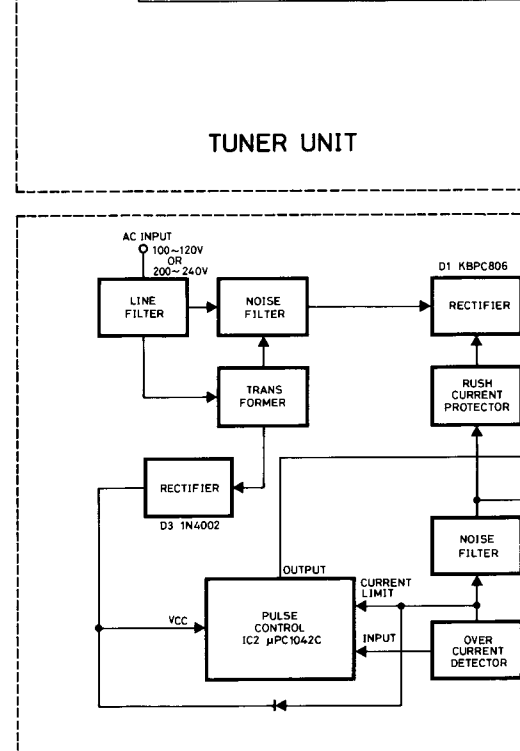 TUNER UNIT
AC INPUT
100~120V
OR
200~240V
LINE
FILTER
NOISE
FILTER
D1 KBPC806
RECTIFIER
TRANS
FORMER
RUSH
CURRENT
PROTECTOR
RECTIFIER
D3 1N4002
NOISE
FILTER
OUTPUT
CURRENT
LIMIT
VCC
PULSE
CONTROL
IC2 µPC1042C
INPUT
OVER
CURRENT
DETECTOR